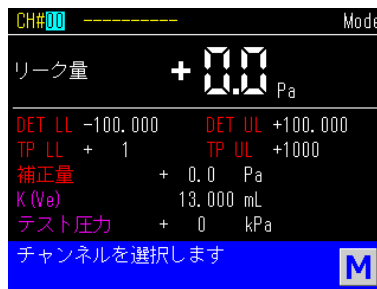 CH#00 ---------- Mode
リーク量 + 0.0 Pa
DET LL -100.000 DET UL +100.000
TP LL + 1 TP UL +1000
補正量 + 0.0 Pa
K(Ve) 13.000 mL
テスト圧力 + 0 kPa
チャンネルを選択します M